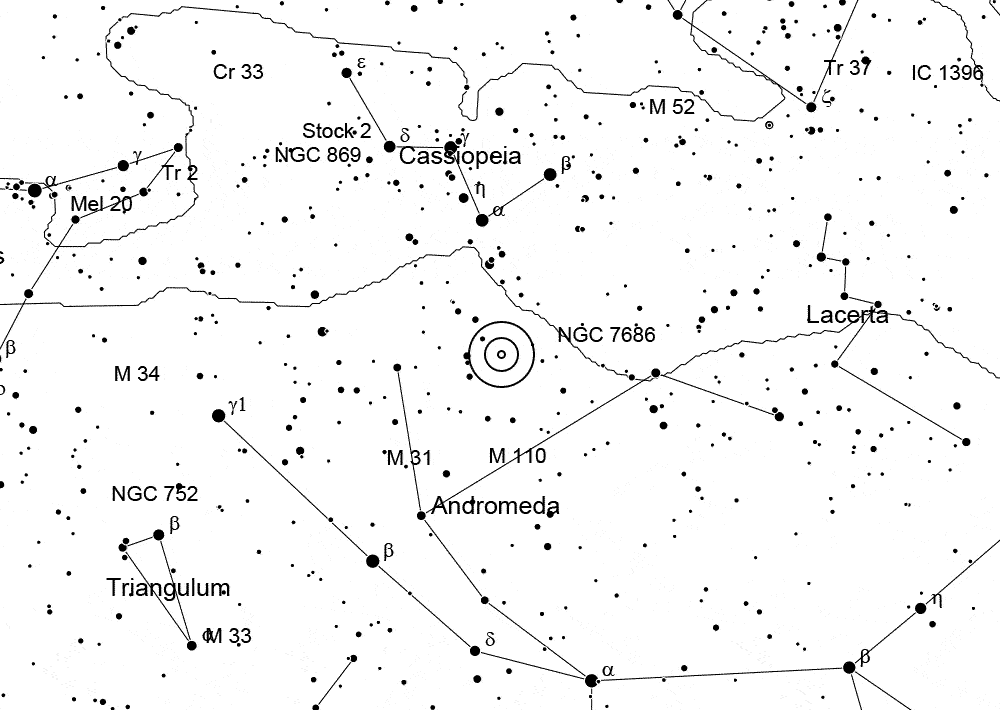 Cr 33
ε
Tr 37
IC 1396
ζ
M 52
Stock 2
δ
γ
NGC 869
Cassiopeia
β
γ
Tr 2
α
η
Mel 20
α
s
Lacerta
NGC 7686
β
M 34
γ1
M 31
M 110
NGC 752
Andromeda
β
β
Triangulum
η
α M 33
δ
β
α